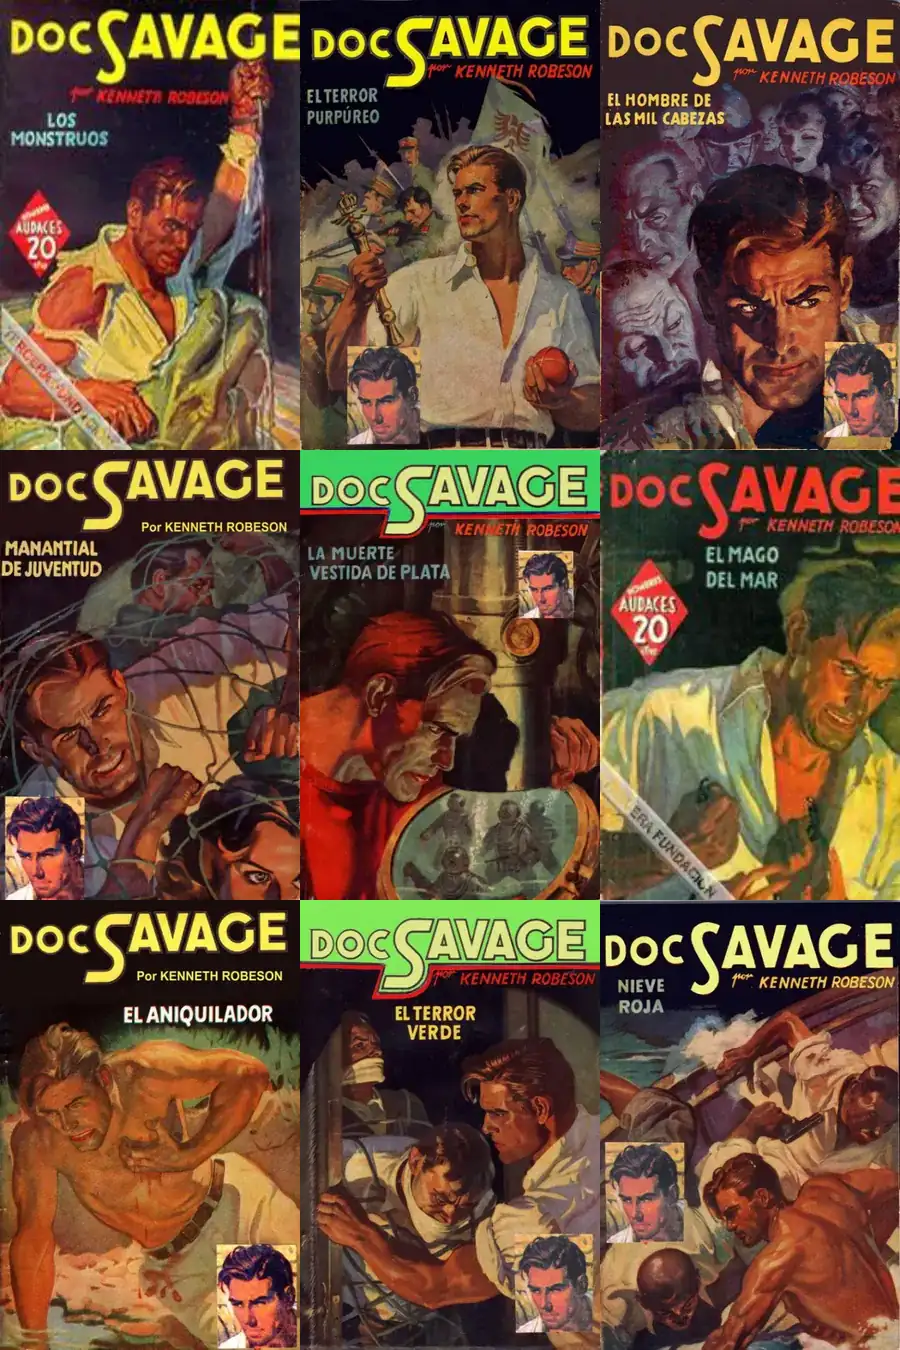 DOC SAVAGE
por KENNETH ROBESON
LOS
MONSTRUOS
AUDACES
20
DOC SAVAGE
por KENNETH ROBESON
EL TERROR
PURPÚREO
DOC SAVAGE
por KENNETH ROBESON
EL HOMBRE DE
LAS MIL CABEZAS
DOC SAVAGE
Por KENNETH ROBESON
MANANTIAL
DE JUVENTUD
DOC SAVAGE
por KENNETH ROBESON
LA MUERTE
VESTIDA DE PLATA
DOC SAVAGE
por KENNETH ROBESON
EL MAGO
DEL MAR
AUDACES
20
ERA FUNDACION
DOC SAVAGE
Por KENNETH ROBESON
EL ANIQUILADOR
DOC SAVAGE
por KENNETH ROBESON
EL TERROR
VERDE
DOC SAVAGE
por KENNETH ROBESON
NIEVE
ROJA